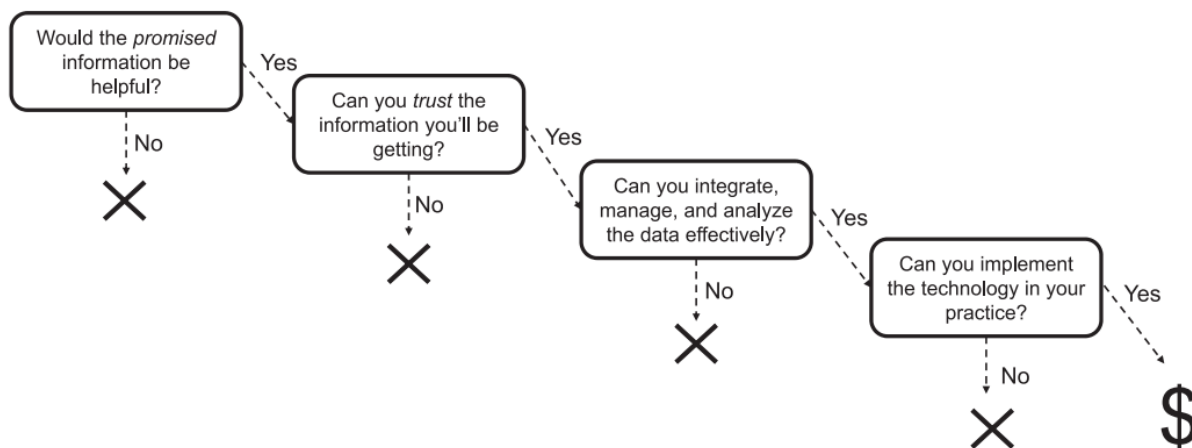 Would the promised
information be
helpful?
Yes
No
Can you trust the
information you'll be
getting?
Yes
No
Can you integrate,
manage, and analyze
the data effectively?
Yes
No
Can you implement
the technology in your
practice?
Yes
No
$